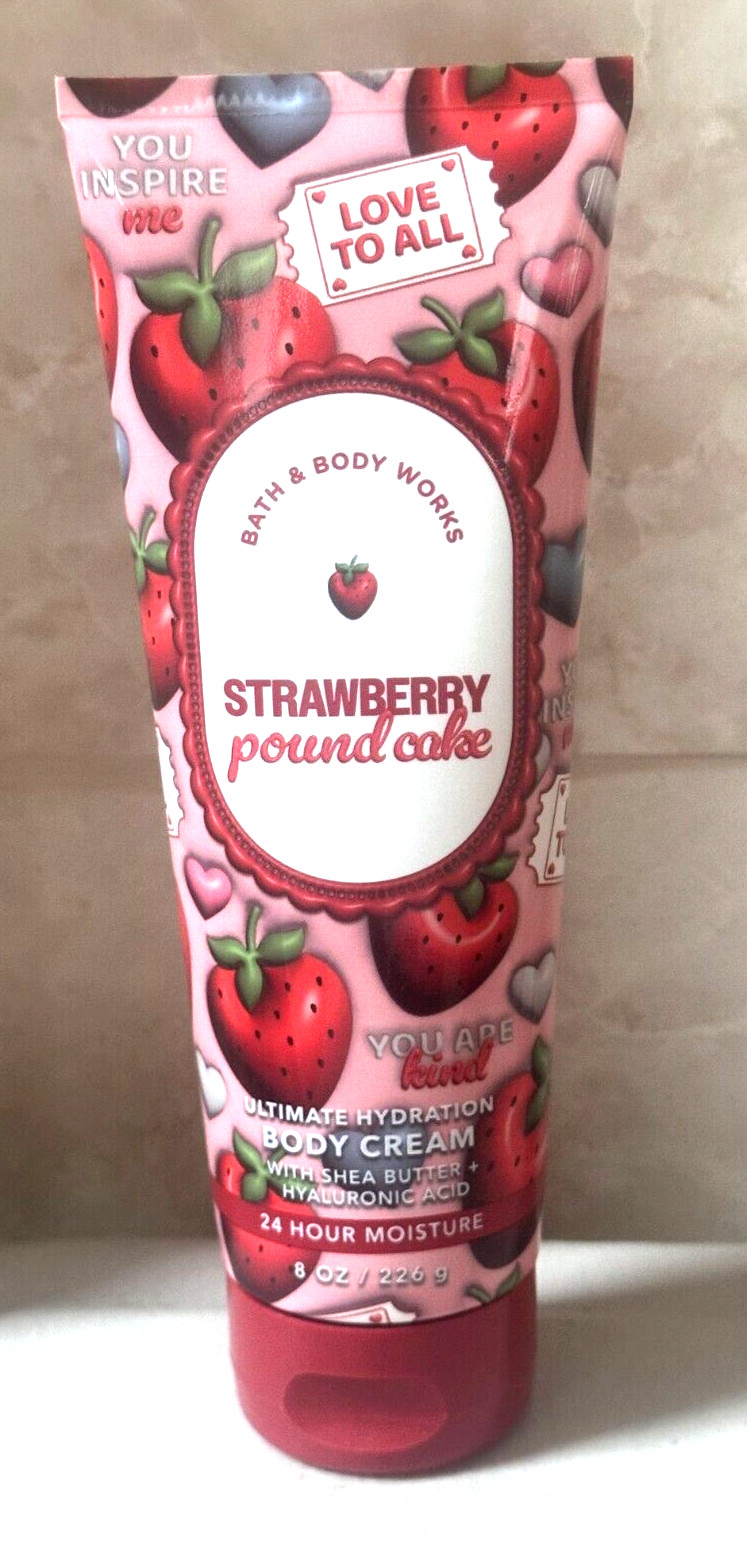 YOU
INSPIRE
me
LOVE
TO ALL
BATH & BODY WORKS
STRAWBERRY
pound cake
YOU ARE
kind
ULTIMATE HYDRATION
BODY CREAM
WITH SHEA BUTTER +
HYALURONIC ACID
24 HOUR MOISTURE
8 OZ / 226 g